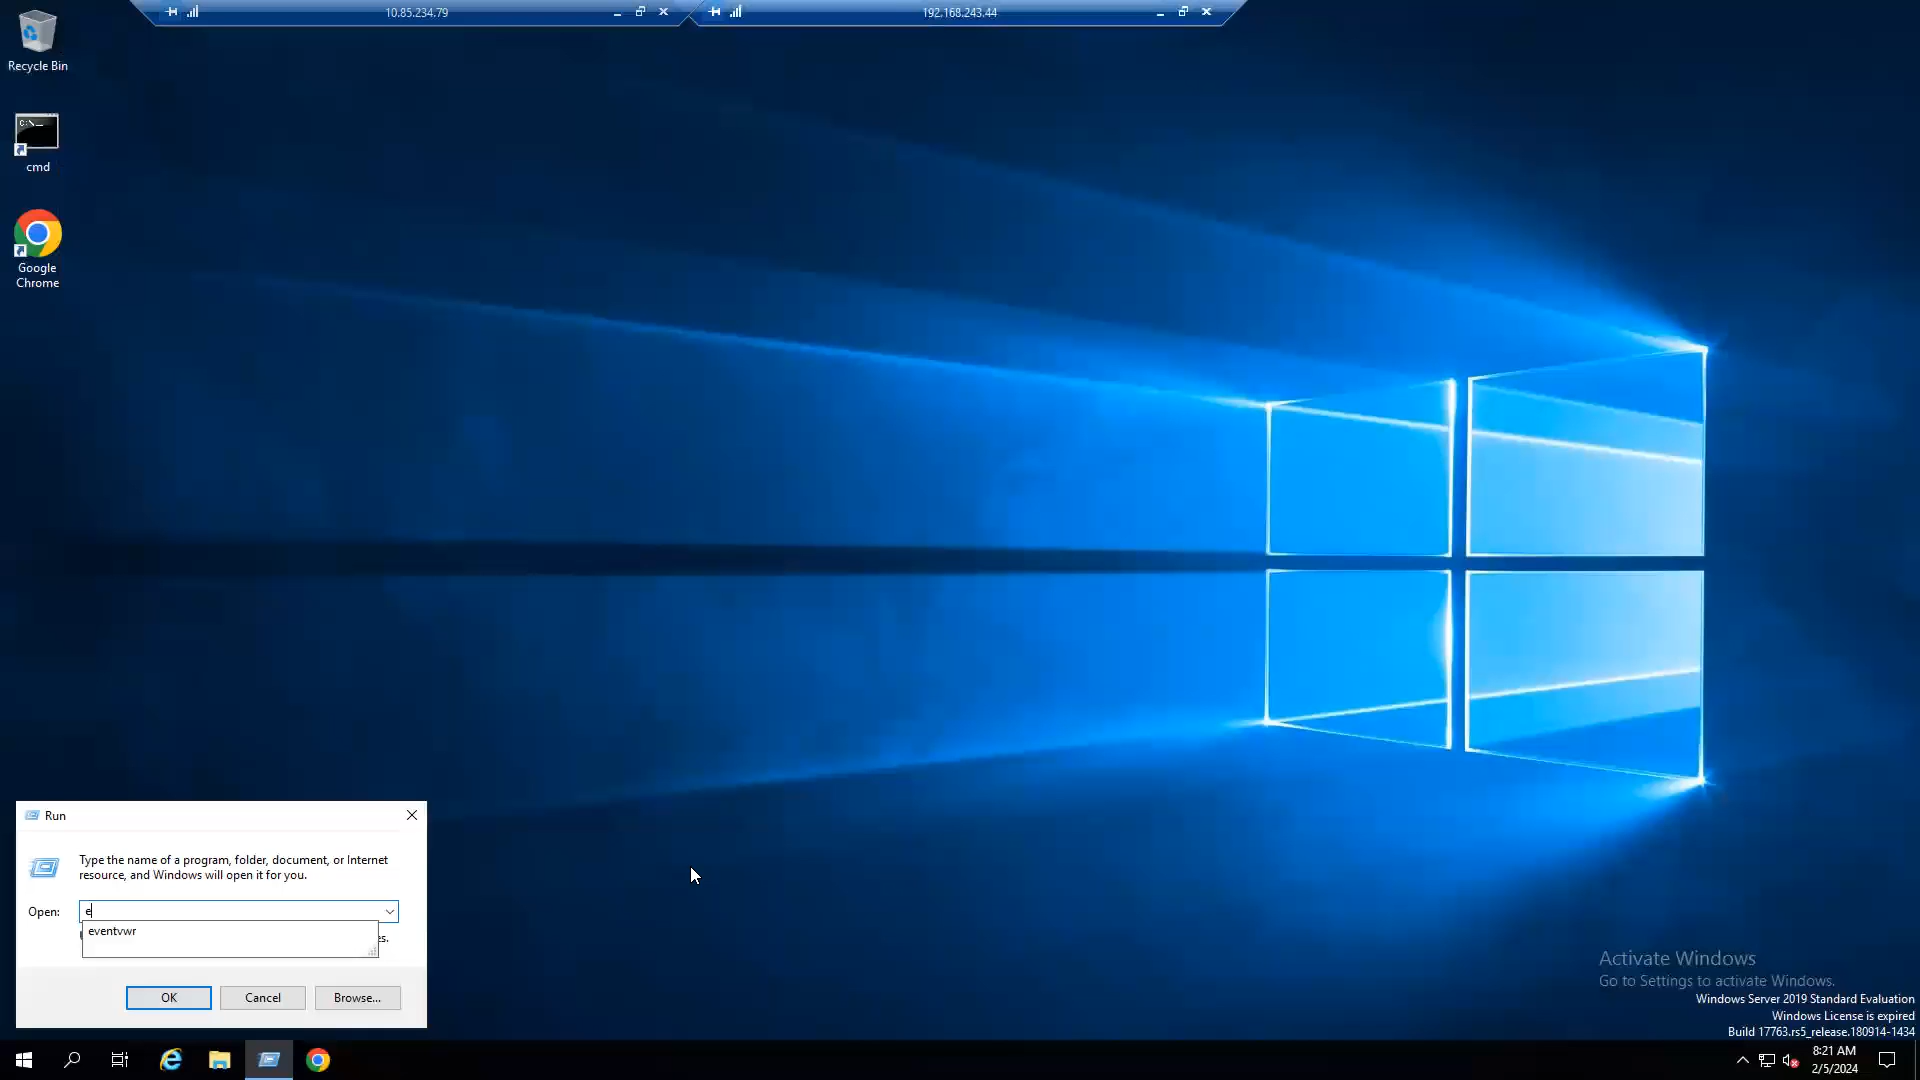 10.85.234.79
192.168.243.44
Recycle Bin
C:\._
cmd
Google
Chrome
Run
Type the name of a program, folder, document, or Internet
resource, and Windows will open it for you.
Open:
e
eventvwr
es.
OK
Cancel
Browse...
Activate Windows
Go to Settings to activate Windows.
Windows Server 2019 Standard Evaluation
Windows License is expired
Build 17763.rs5_release.180914-1434
8:21 AM
2/5/2024